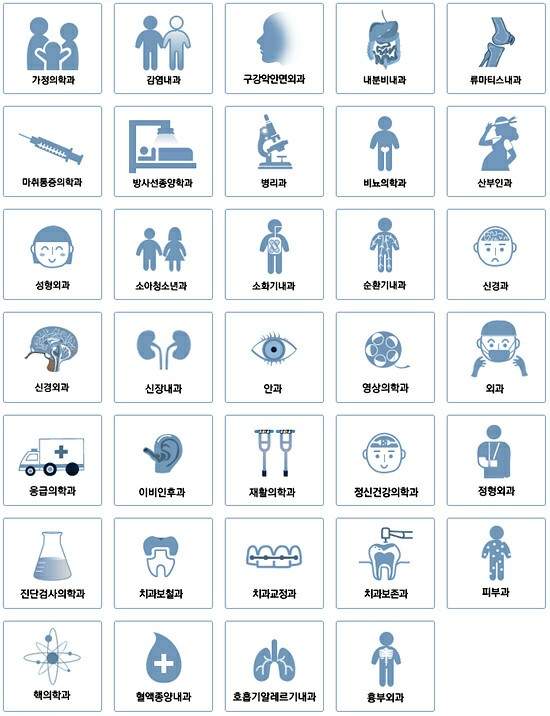 가정의학과
감염내과
구강악안면외과
내분비내과
류마티스내과
마취통증의학과
방사선종양학과
병리과
비뇨의학과
산부인과
성형외과
소아청소년과
소화기내과
순환기내과
신경과
신경외과
신장내과
안과
영상의학과
외과
응급의학과
이비인후과
재활의학과
정신건강의학과
정형외과
진단검사의학과
치과보철과
치과교정과
치과보존과
피부과
핵의학과
혈액종양내과
호흡기알레르기내과
흉부외과